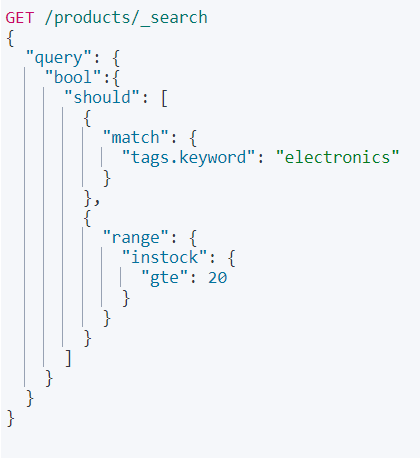 GET /products/_search
{
  "query": {
    "bool":{
      "should": [
        {
          "match": {
            "tags.keyword": "electronics"
          }
        },
        {
          "range": {
            "instock": {
              "gte": 20
            }
          }
        }
      ]
    }
  }
}